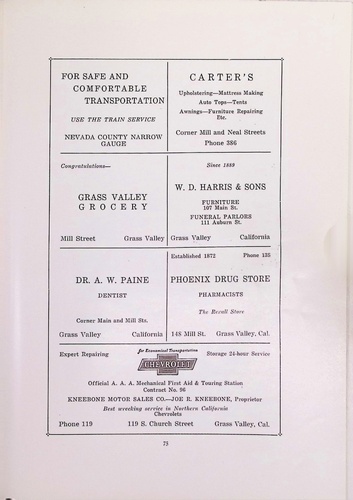 FOR SAFE AND
COMFORTABLE
TRANSPORTATION
USE THE TRAIN SERVICE
NEVADA COUNTY NARROW
GAUGE
CARTER'S
Upholstering—Mattress Making
Auto Tops—Tents
Awnings—Furniture Repairing
Etc.
Corner Mill and Neal Streets
Phone 386
Congratulations—
GRASS VALLEY
GROCERY
Mill Street Grass Valley
Since 1889
W. D. HARRIS & SONS
FURNITURE
107 Main St.
FUNERAL PARLORS
111 Auburn St.
Grass Valley California
DR. A. W. PAINE
DENTIST
Corner Main and Mill Sts.
Grass Valley California
Established 1872 Phone 135
PHOENIX DRUG STORE
PHARMACISTS
The Rexall Store
148 Mill St. Grass Valley, Cal.
Expert Repairing
for Economical Transportation
CHEVROLET
Storage 24-hour Service
Official A. A. A. Mechanical First Aid & Touring Station
Contract No. 96
KNEEBONE MOTOR SALES CO.—JOE R. KNEEBONE, Proprietor
Best wrecking service in Northern California
Chevrolets
Phone 119 119 S. Church Street Grass Valley, Cal.
75